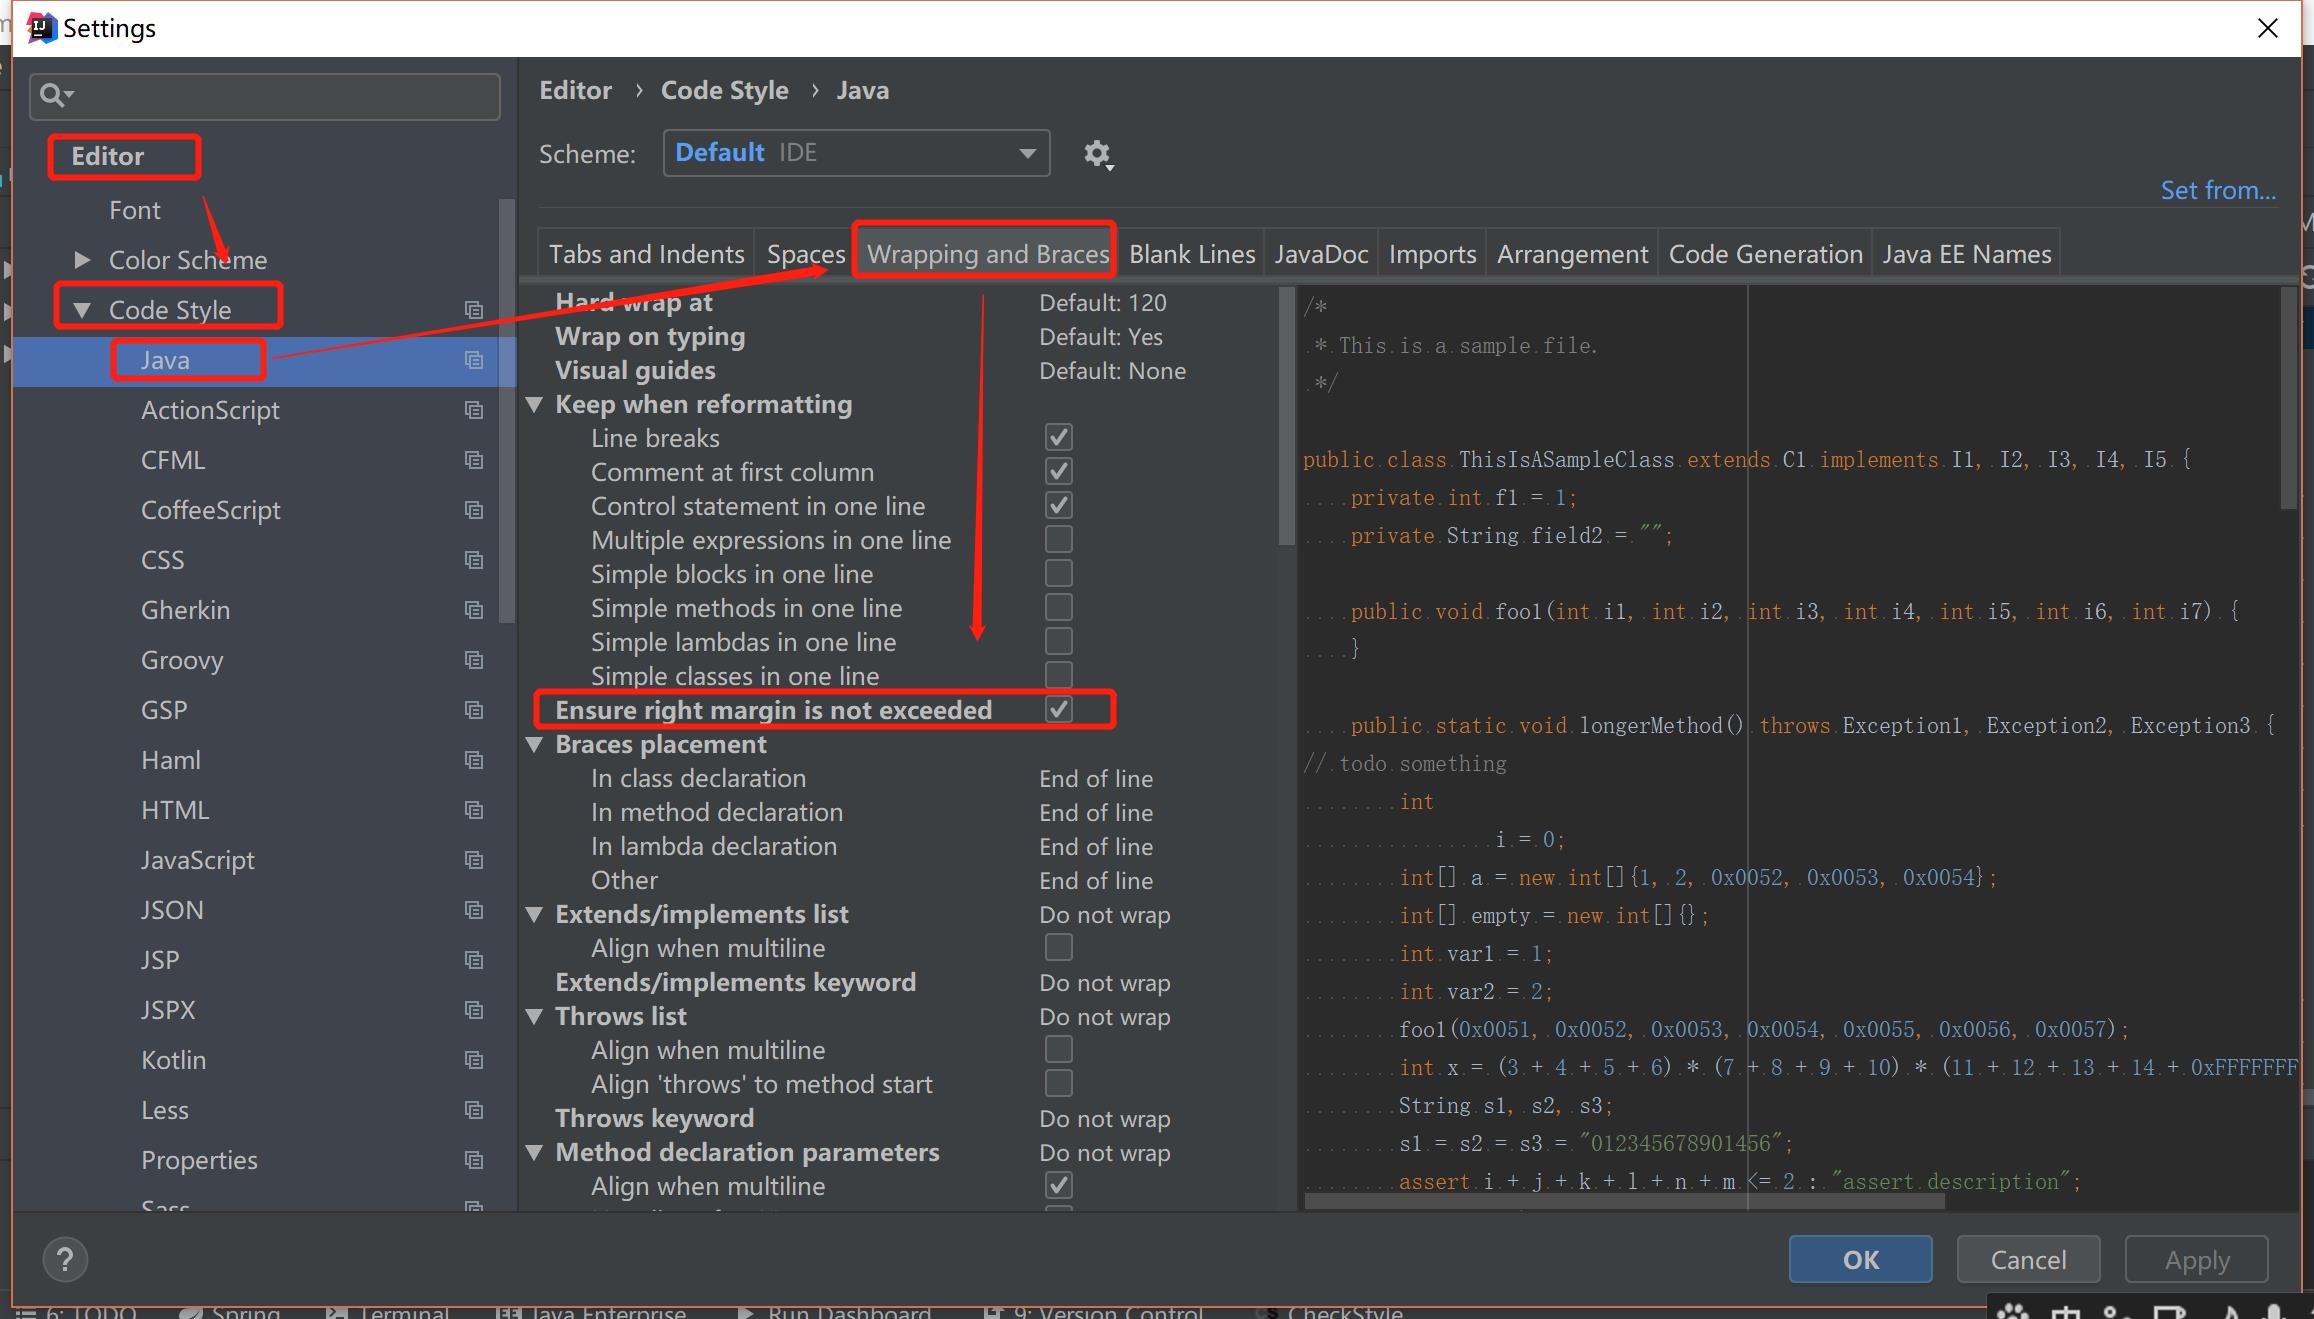 Settings
Editor
Font
Color Scheme
Code Style
Java
ActionScript
CFML
CoffeeScript
CSS
Gherkin
Groovy
GSP
Haml
HTML
JavaScript
JSON
JSP
JSPX
Kotlin
Less
Properties
Sass
Editor › Code Style › Java
Scheme: Default IDE
Set from...
Tabs and Indents Spaces Wrapping and Braces Blank Lines JavaDoc Imports Arrangement Code Generation Java EE Names
Hard wrap at Default: 120
Wrap on typing Default: Yes
Visual guides Default: None
Keep when reformatting
Line breaks
Comment at first column
Control statement in one line
Multiple expressions in one line
Simple blocks in one line
Simple methods in one line
Simple lambdas in one line
Simple classes in one line
Ensure right margin is not exceeded
Braces placement
In class declaration End of line
In method declaration End of line
In lambda declaration End of line
Other End of line
Extends/implements list Do not wrap
Align when multiline
Extends/implements keyword Do not wrap
Throws list Do not wrap
Align when multiline
Align 'throws' to method start
Throws keyword Do not wrap
Method declaration parameters Do not wrap
Align when multiline
/*
* This is a sample file.
*/
public class ThisIsASampleClass extends C1 implements I1, I2, I3, I4, I5 {
private int f1 = 1;
private String field2 = "";
public void foo1(int i1, int i2, int i3, int i4, int i5, int i6, int i7) {
}
public static void longerMethod() throws Exception1, Exception2, Exception3 {
// todo something
int
i = 0;
int[] a = new int[]{1, 2, 0x0052, 0x0053, 0x0054};
int[] empty = new int[]{};
int var1 = 1;
int var2 = 2;
foo1(0x0051, 0x0052, 0x0053, 0x0054, 0x0055, 0x0056, 0x0057);
int x = (3 + 4 + 5 + 6) * (7 + 8 + 9 + 10) * (11 + 12 + 13 + 14 + 0xFFFFFFF
String s1, s2, s3;
s1 = s2 = s3 = "012345678901456";
assert i + j + k + l + n + m <= 2 : "assert description";
? OK Cancel Apply
6: TODO Spring Terminal Java Enterprise Run Dashboard 9: Version Control CheckStyle